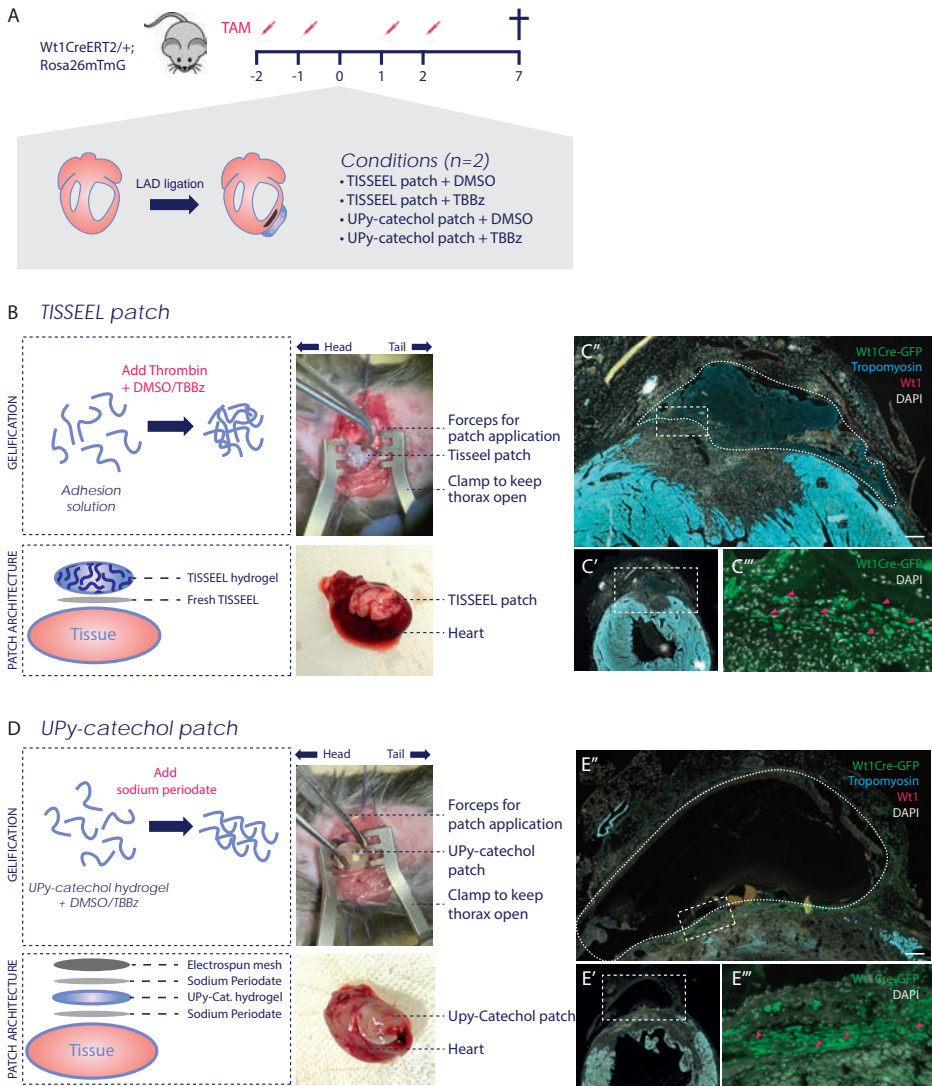 A
TAM
Wt1CreERT2/+;
Rosa26mTmG
-2
-1
0
1
2
7
LAD ligation
Conditions (n=2)
• TISSEEL patch + DMSO
• TISSEEL patch + TBBz
• UPy-catechol patch + DMSO
• UPy-catechol patch + TBBz
B
TISSEEL patch
GELIFICATION
Add Thrombin
+ DMSO/TBBz
Adhesion
solution
Head
Tail
Forceps for
patch application
Tisseel patch
Clamp to keep
thorax open
PATCH ARCHITECTURE
TISSEEL hydrogel
Fresh TISSEEL
Tissue
TISSEEL patch
Heart
C''
Wt1Cre-GFP
Tropomyosin
Wt1
DAPI
C'
C'''
Wt1Cre-GFP
DAPI
D
UPy-catechol patch
GELIFICATION
Add
sodium periodate
UPy-catechol hydrogel
+ DMSO/TBBz
Head
Tail
Forceps for
patch application
UPy-catechol
patch
Clamp to keep
thorax open
PATCH ARCHITECTURE
Electrospun mesh
Sodium Periodate
UPy-Cat. hydrogel
Sodium Periodate
Tissue
Upy-Catechol patch
Heart
E''
Wt1Cre-GFP
Tropomyosin
Wt1
DAPI
E'
E'''
Wt1Cre-GFP
DAPI